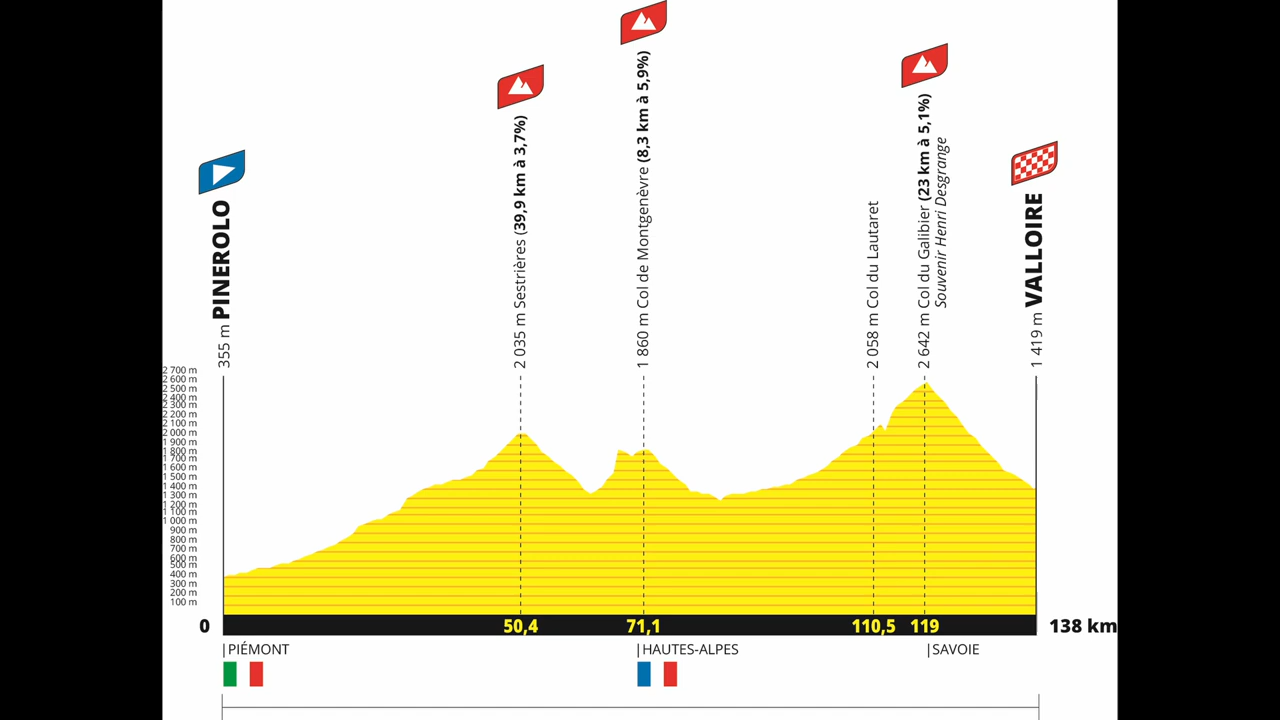 355 m PINEROLO
2 035 m Sestrières (39,9 km à 3,7%)
1 860 m Col de Montgenèvre (8,3 km à 5,9%)
2 058 m Col du Lautaret
2 642 m Col du Galibier (23 km à 5,1%)
Souvenir Henri Desgrange
1 419 m VALLOIRE
2 700 m
2 600 m
2 500 m
2 400 m
2 300 m
2 200 m
2 100 m
2 000 m
1 900 m
1 800 m
1 700 m
1 600 m
1 500 m
1 400 m
1 300 m
1 200 m
1 100 m
1 000 m
900 m
800 m
700 m
600 m
500 m
400 m
300 m
200 m
100 m
0 50,4 71,1 110,5 119 138 km
PIÉMONT HAUTES-ALPES SAVOIE